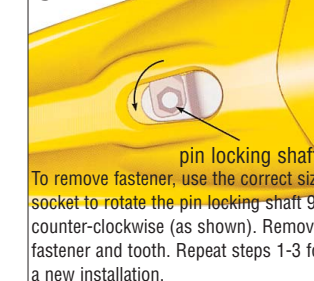 pin locking shaf
To remove fastener, use the correct siz
socket to rotate the pin locking shaft 9
counter-clockwise (as shown). Remov
fastener and tooth. Repeat steps 1-3 fo
a new installation.